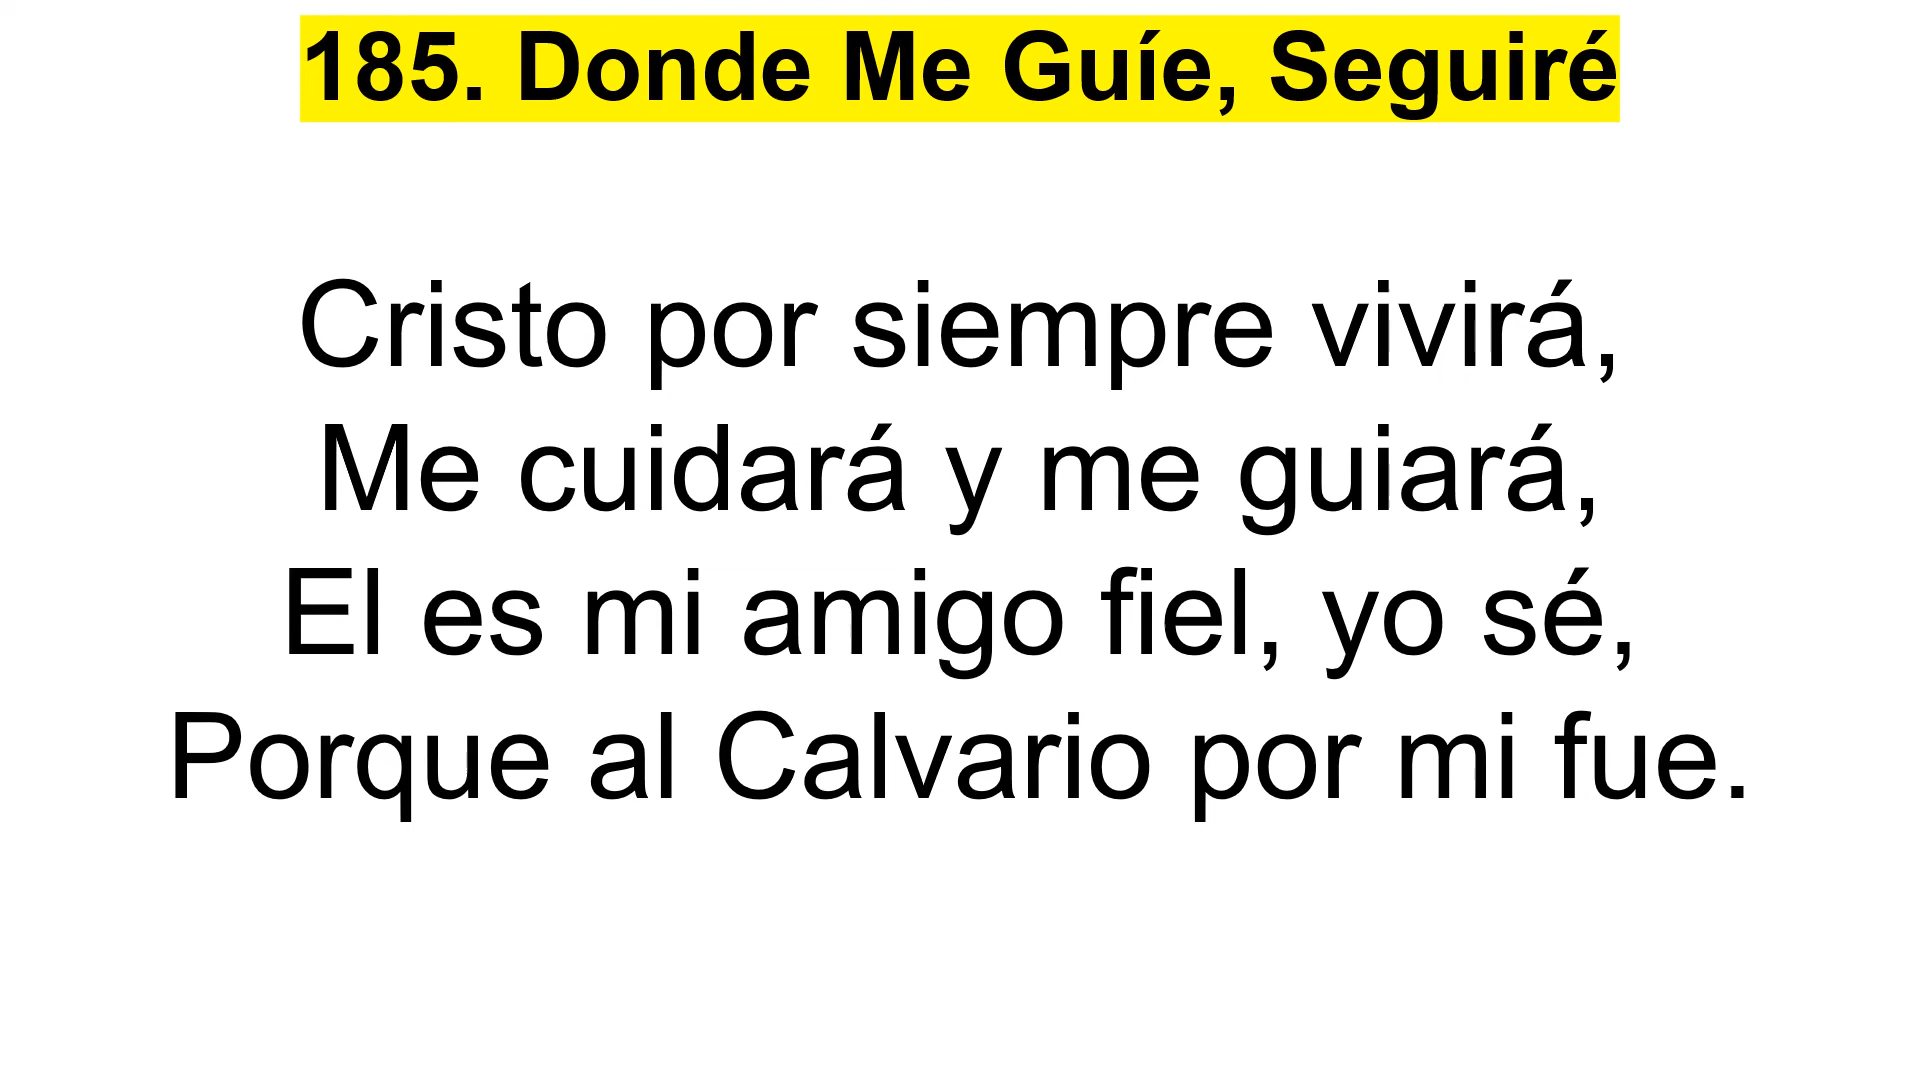 185. Donde Me Guíe, Seguiré
Cristo por siempre vivirá,
Me cuidará y me guiará,
El es mi amigo fiel, yo sé,
Porque al Calvario por mi fue.